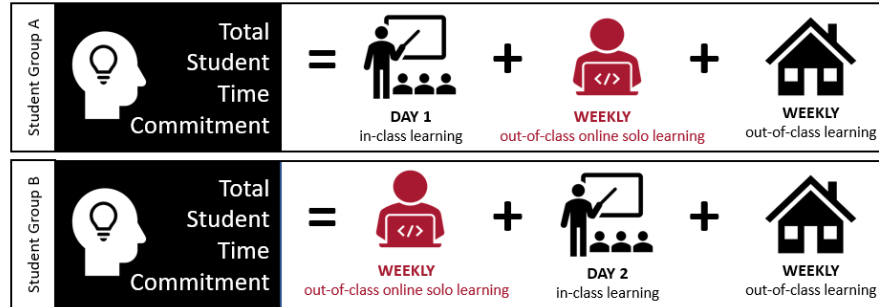 Student Group A
Total
Student
Time
Commitment
=
DAY 1
in-class learning
+
</>
WEEKLY
out-of-class online solo learning
+
WEEKLY
out-of-class learning
Student Group B
Total
Student
Time
Commitment
=
</>
WEEKLY
out-of-class online solo learning
+
DAY 2
in-class learning
+
WEEKLY
out-of-class learning